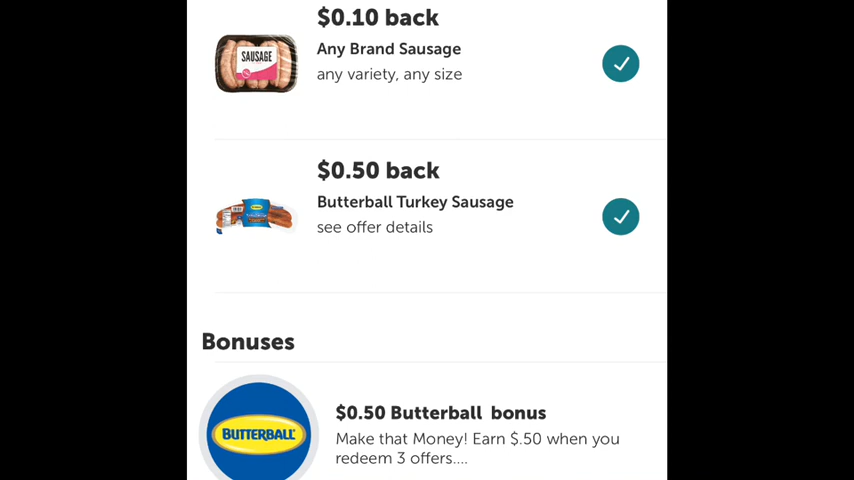 $0.10 back
Any Brand Sausage
any variety, any size
SAUSAGE
$0.50 back
Butterball Turkey Sausage
see offer details
Bonuses
$0.50 Butterball bonus
Make that Money! Earn $.50 when you
redeem 3 offers....
BUTTERBALL